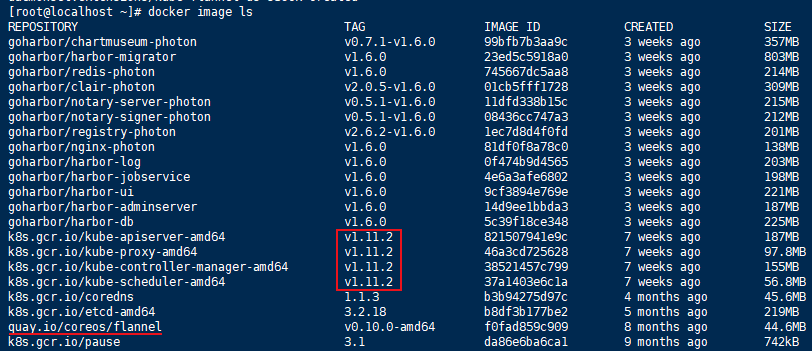 [root@localhost ~]# docker image ls
REPOSITORY TAG IMAGE ID CREATED SIZE
goharbor/chartmuseum-photon v0.7.1-v1.6.0 99bfb7b3aa9c 3 weeks ago 357MB
goharbor/harbor-migrator v1.6.0 23ed5c5918a0 3 weeks ago 803MB
goharbor/redis-photon v1.6.0 745667dc5aa8 3 weeks ago 214MB
goharbor/clair-photon v2.0.5-v1.6.0 01cb5fff1728 3 weeks ago 309MB
goharbor/notary-server-photon v0.5.1-v1.6.0 11dfd338b15c 3 weeks ago 215MB
goharbor/notary-signer-photon v0.5.1-v1.6.0 08436cc747a3 3 weeks ago 212MB
goharbor/registry-photon v2.6.2-v1.6.0 1ec7d8d4f0fd 3 weeks ago 201MB
goharbor/nginx-photon v1.6.0 81df0f8a78c0 3 weeks ago 138MB
goharbor/harbor-log v1.6.0 0f474b9d4565 3 weeks ago 203MB
goharbor/harbor-jobservice v1.6.0 4e6a3afe6802 3 weeks ago 198MB
goharbor/harbor-ui v1.6.0 9cf3894e769e 3 weeks ago 221MB
goharbor/harbor-adminserver v1.6.0 14d9ee1bbda3 3 weeks ago 187MB
goharbor/harbor-db v1.6.0 5c39f18ce348 3 weeks ago 225MB
k8s.gcr.io/kube-apiserver-amd64 v1.11.2 821507941e9c 7 weeks ago 187MB
k8s.gcr.io/kube-proxy-amd64 v1.11.2 46a3cd725628 7 weeks ago 97.8MB
k8s.gcr.io/kube-controller-manager-amd64 v1.11.2 38521457c799 7 weeks ago 155MB
k8s.gcr.io/kube-scheduler-amd64 v1.11.2 37a1403e6c1a 7 weeks ago 56.8MB
k8s.gcr.io/coredns 1.1.3 b3b94275d97c 4 months ago 45.6MB
k8s.gcr.io/etcd-amd64 3.2.18 b8df3b177be2 5 months ago 219MB
quay.io/coreos/flannel v0.10.0-amd64 f0fad859c909 8 months ago 44.6MB
k8s.gcr.io/pause 3.1 da86e6ba6ca1 9 months ago 742kB